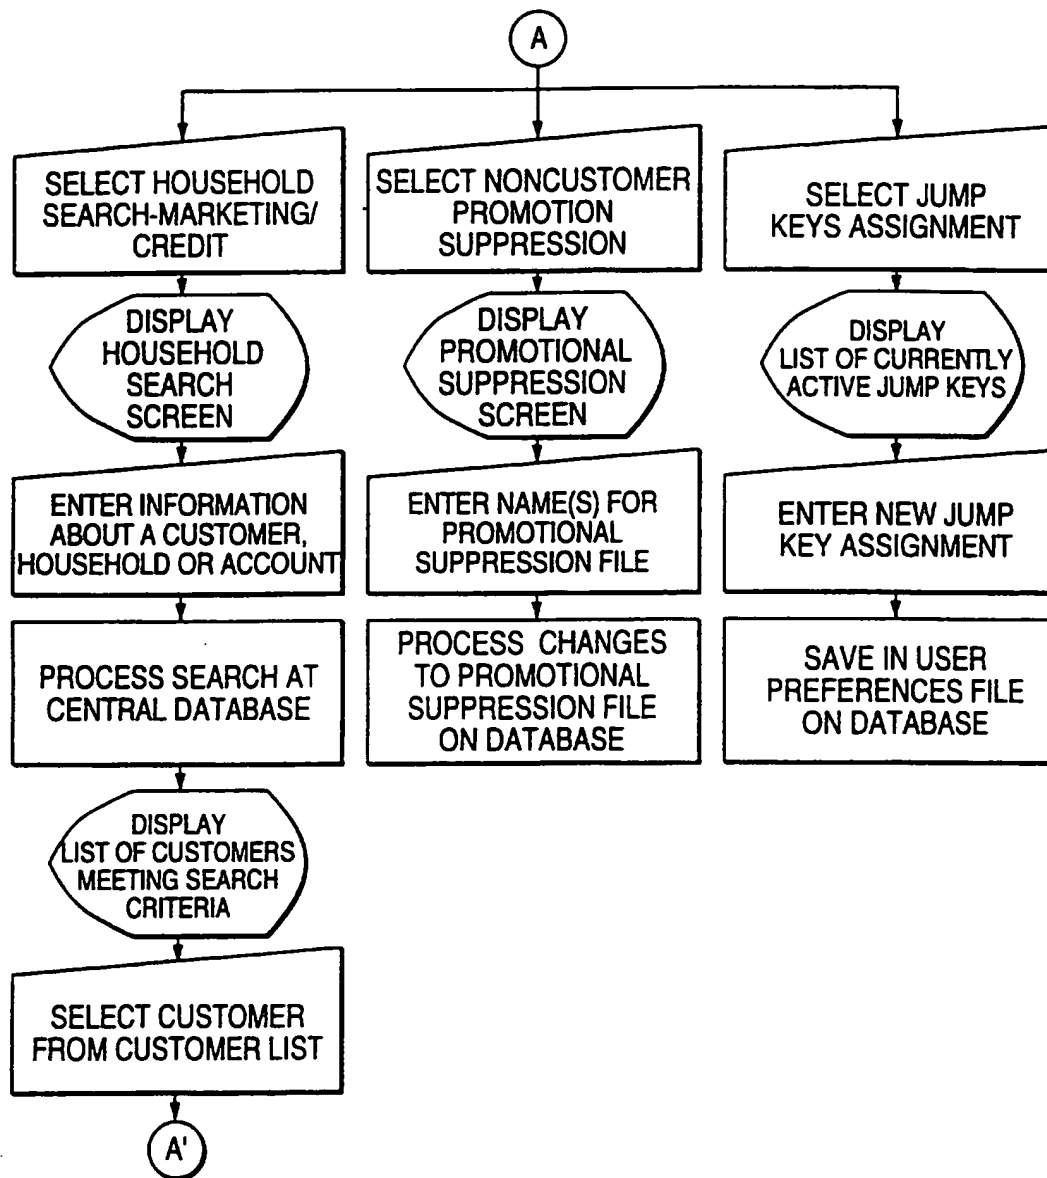 A
SELECT HOUSEHOLD
SEARCH-MARKETING/
CREDIT
DISPLAY
HOUSEHOLD
SEARCH
SCREEN
ENTER INFORMATION
ABOUT A CUSTOMER,
HOUSEHOLD OR ACCOUNT
PROCESS SEARCH AT
CENTRAL DATABASE
DISPLAY
LIST OF CUSTOMERS
MEETING SEARCH
CRITERIA
SELECT CUSTOMER
FROM CUSTOMER LIST
A'
SELECT NONCUSTOMER
PROMOTION
SUPPRESSION
DISPLAY
PROMOTIONAL
SUPPRESSION
SCREEN
ENTER NAME(S) FOR
PROMOTIONAL
SUPPRESSION FILE
PROCESS CHANGES
TO PROMOTIONAL
SUPPRESSION FILE
ON DATABASE
SELECT JUMP
KEYS ASSIGNMENT
DISPLAY
LIST OF CURRENTLY
ACTIVE JUMP KEYS
ENTER NEW JUMP
KEY ASSIGNMENT
SAVE IN USER
PREFERENCES FILE
ON DATABASE